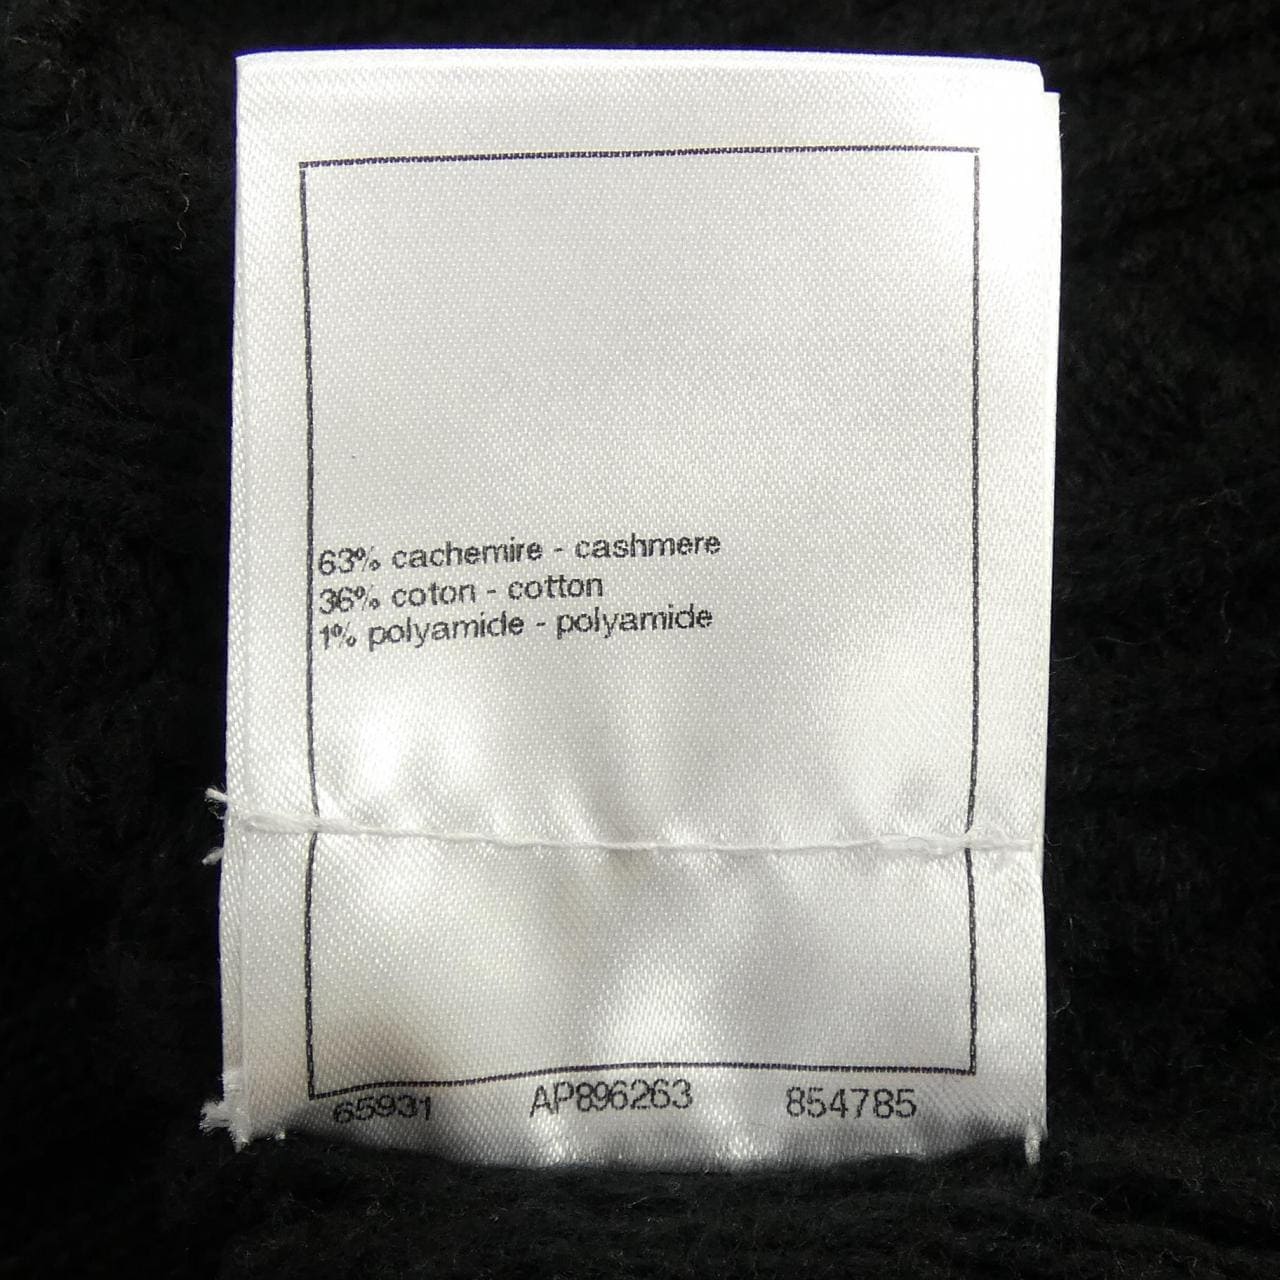 63% cachemire - cashmere
36% coton - cotton
1% polyamide - polyamide
65931 AP896263 854785